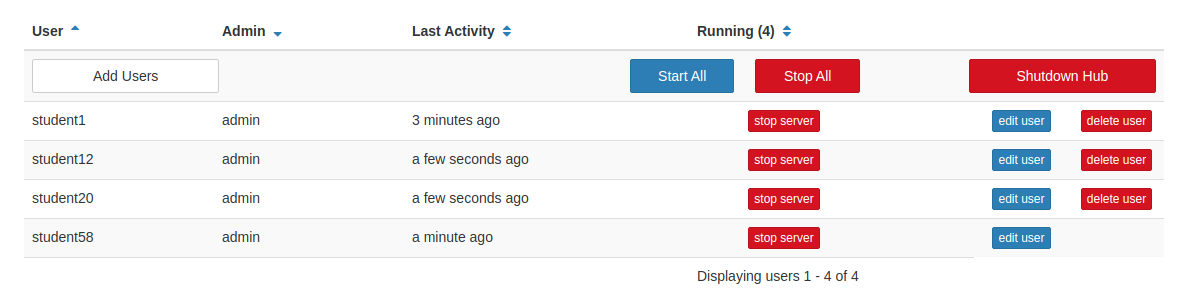 User Admin Last Activity Running (4)
Add Users Start All Stop All Shutdown Hub
student1 admin 3 minutes ago stop server edit user delete user
student12 admin a few seconds ago stop server edit user delete user
student20 admin a few seconds ago stop server edit user delete user
student58 admin a minute ago stop server edit user
Displaying users 1 - 4 of 4